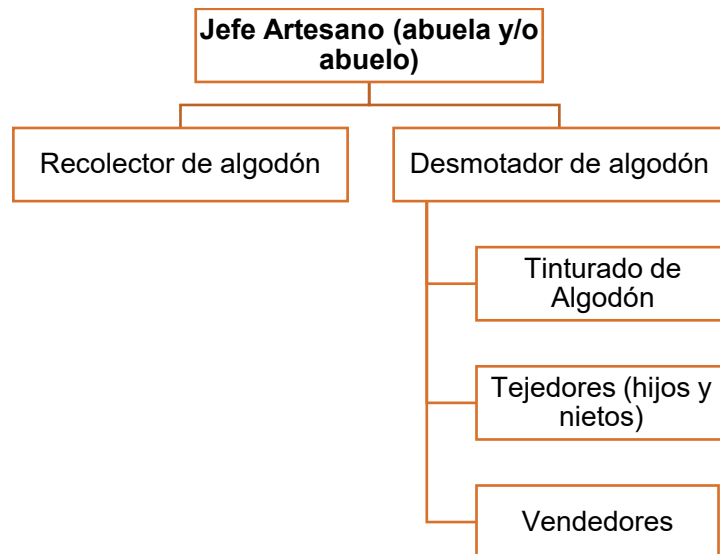 Jefe Artesano (abuela y/o
abuelo)
Recolector de algodón
Desmotador de algodón
Tinturado de
Algodón
Tejedores (hijos y
nietos)
Vendedores